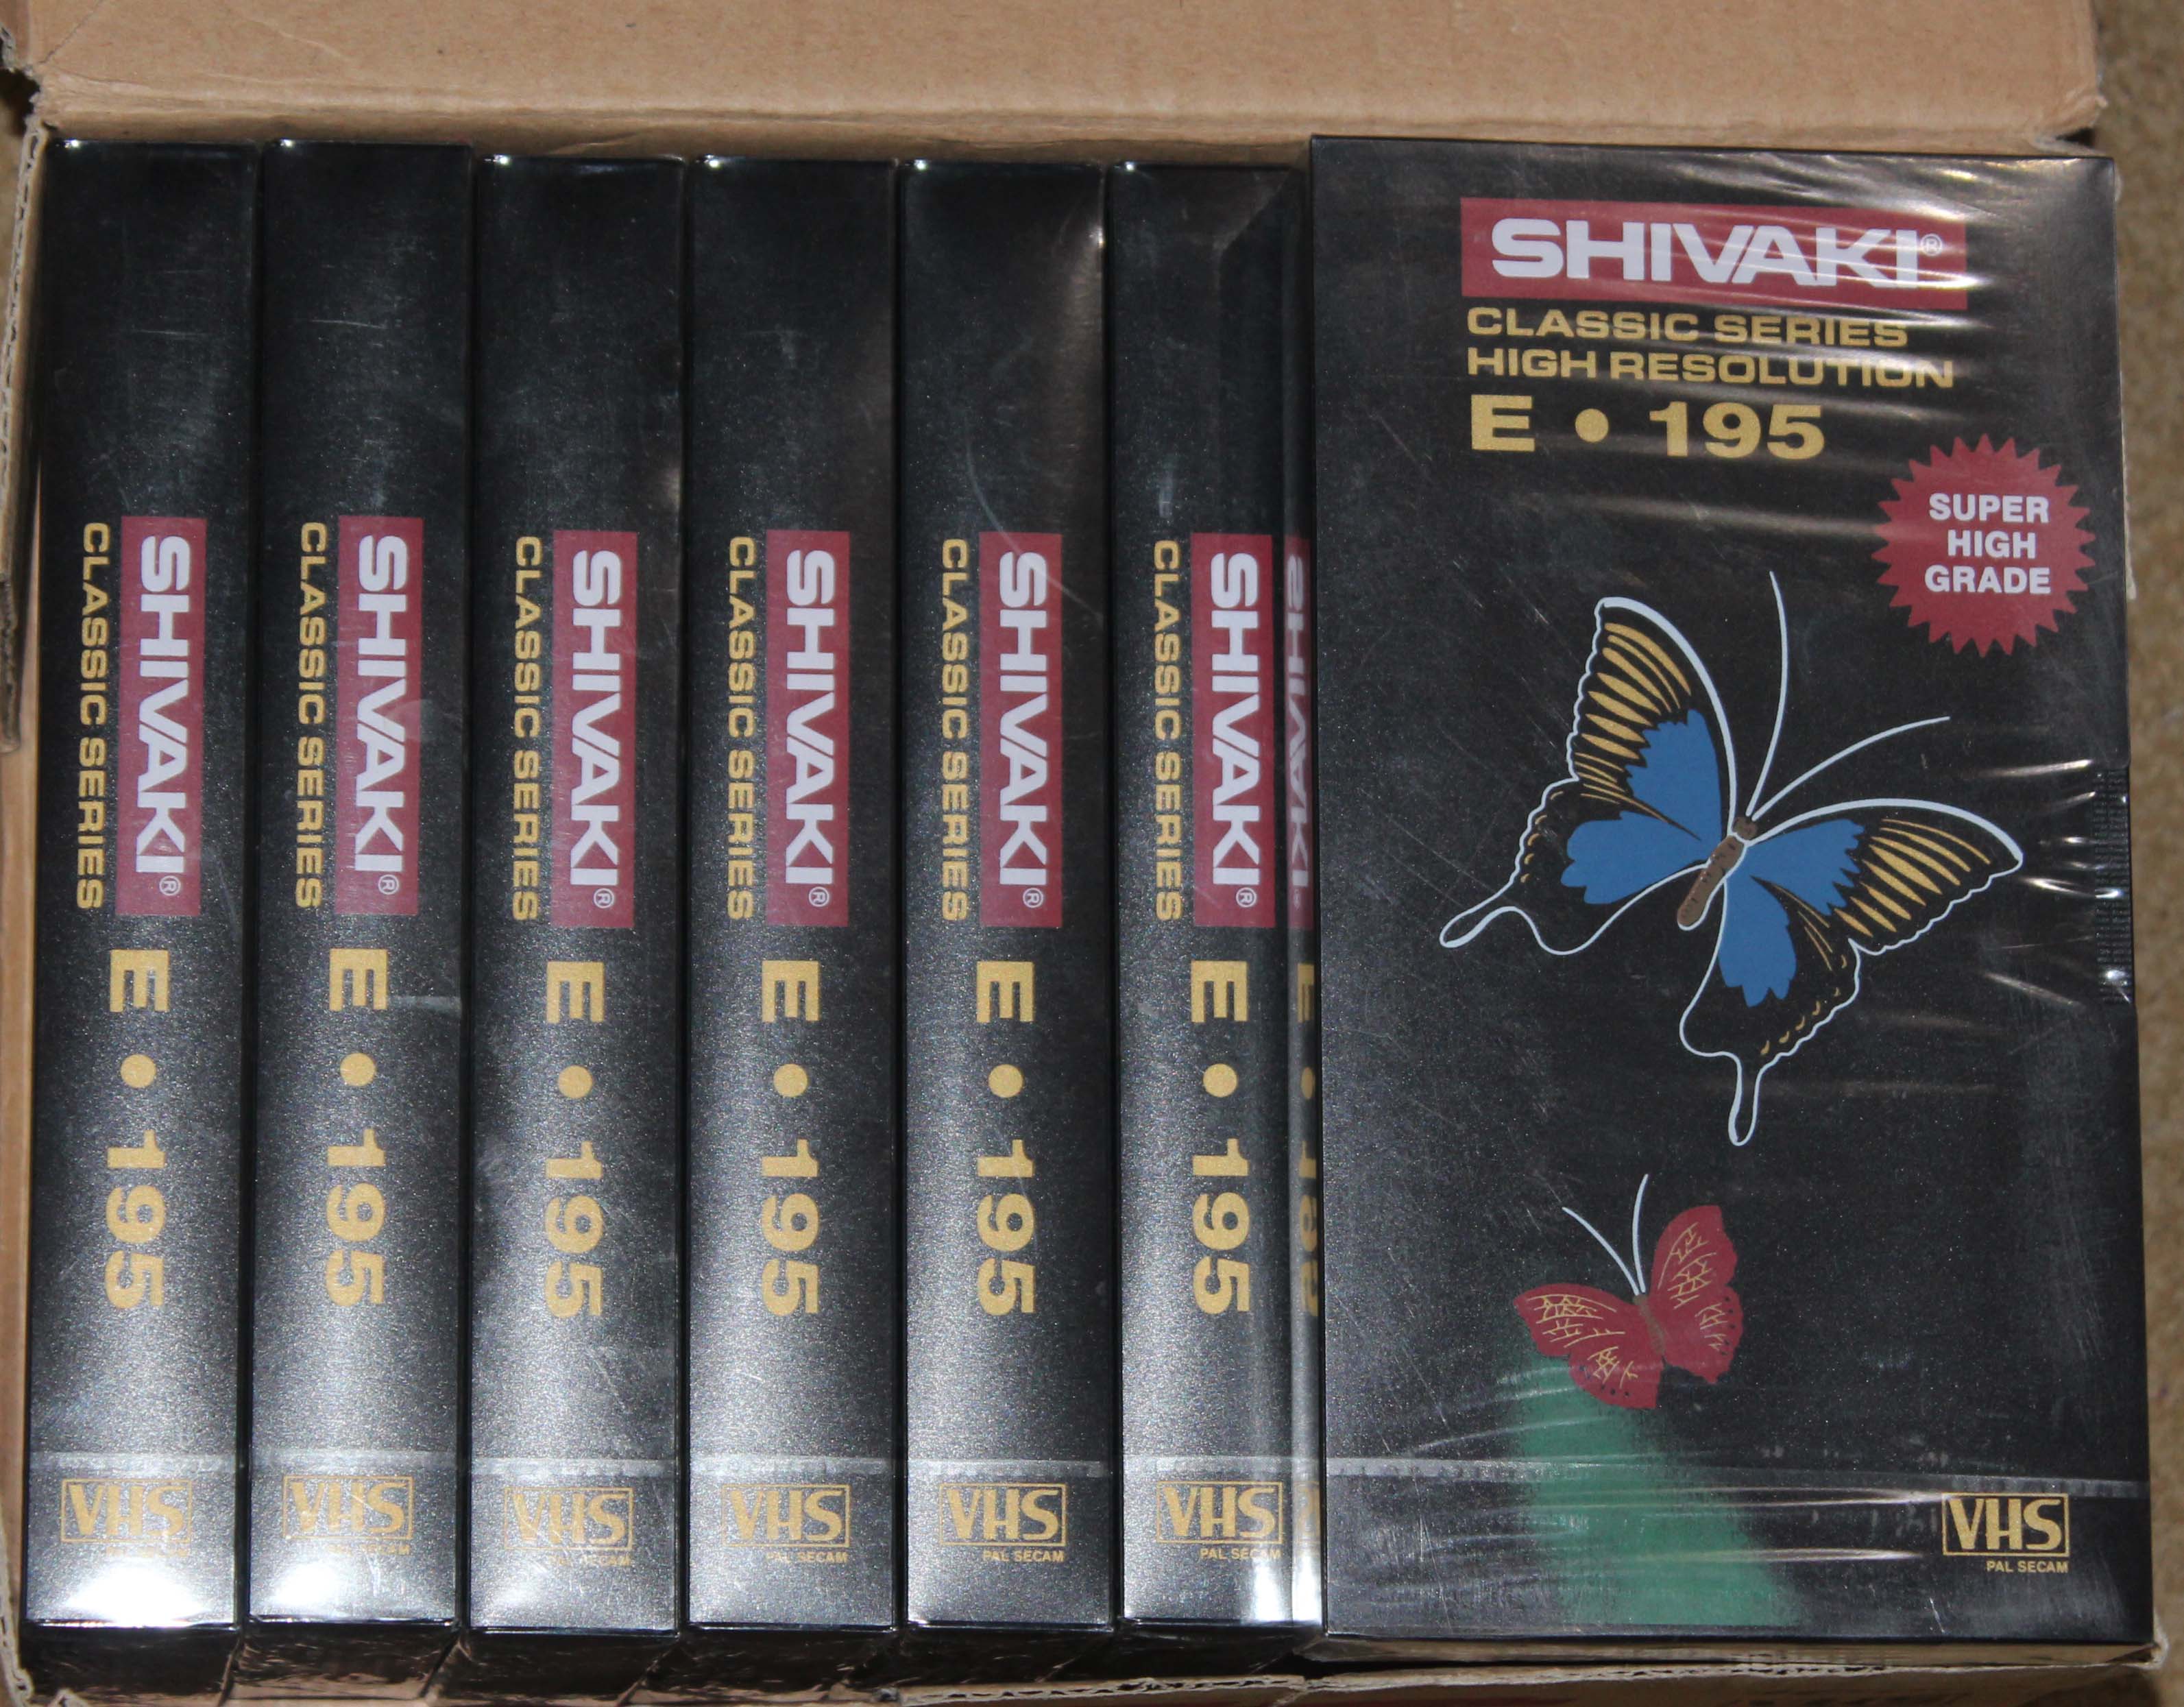 SHIVAKI®
CLASSIC SERIES
E • 195
VHS
SHIVAKI®
CLASSIC SERIES
E • 195
VHS
SHIVAKI®
CLASSIC SERIES
E • 195
VHS
PAL SECAM
SHIVAKI®
CLASSIC SERIES
E • 195
VHS
PAL SECAM
SHIVAKI®
CLASSIC SERIES
E • 195
VHS
PAL SECAM
SHIVAKI®
CLASSIC SERIES
E • 195
VHS
PAL SECAM
SHIVAKI®
CLASSIC SERIES
HIGH RESOLUTION
E • 195
SUPER
HIGH
GRADE
VHS
PAL SECAM